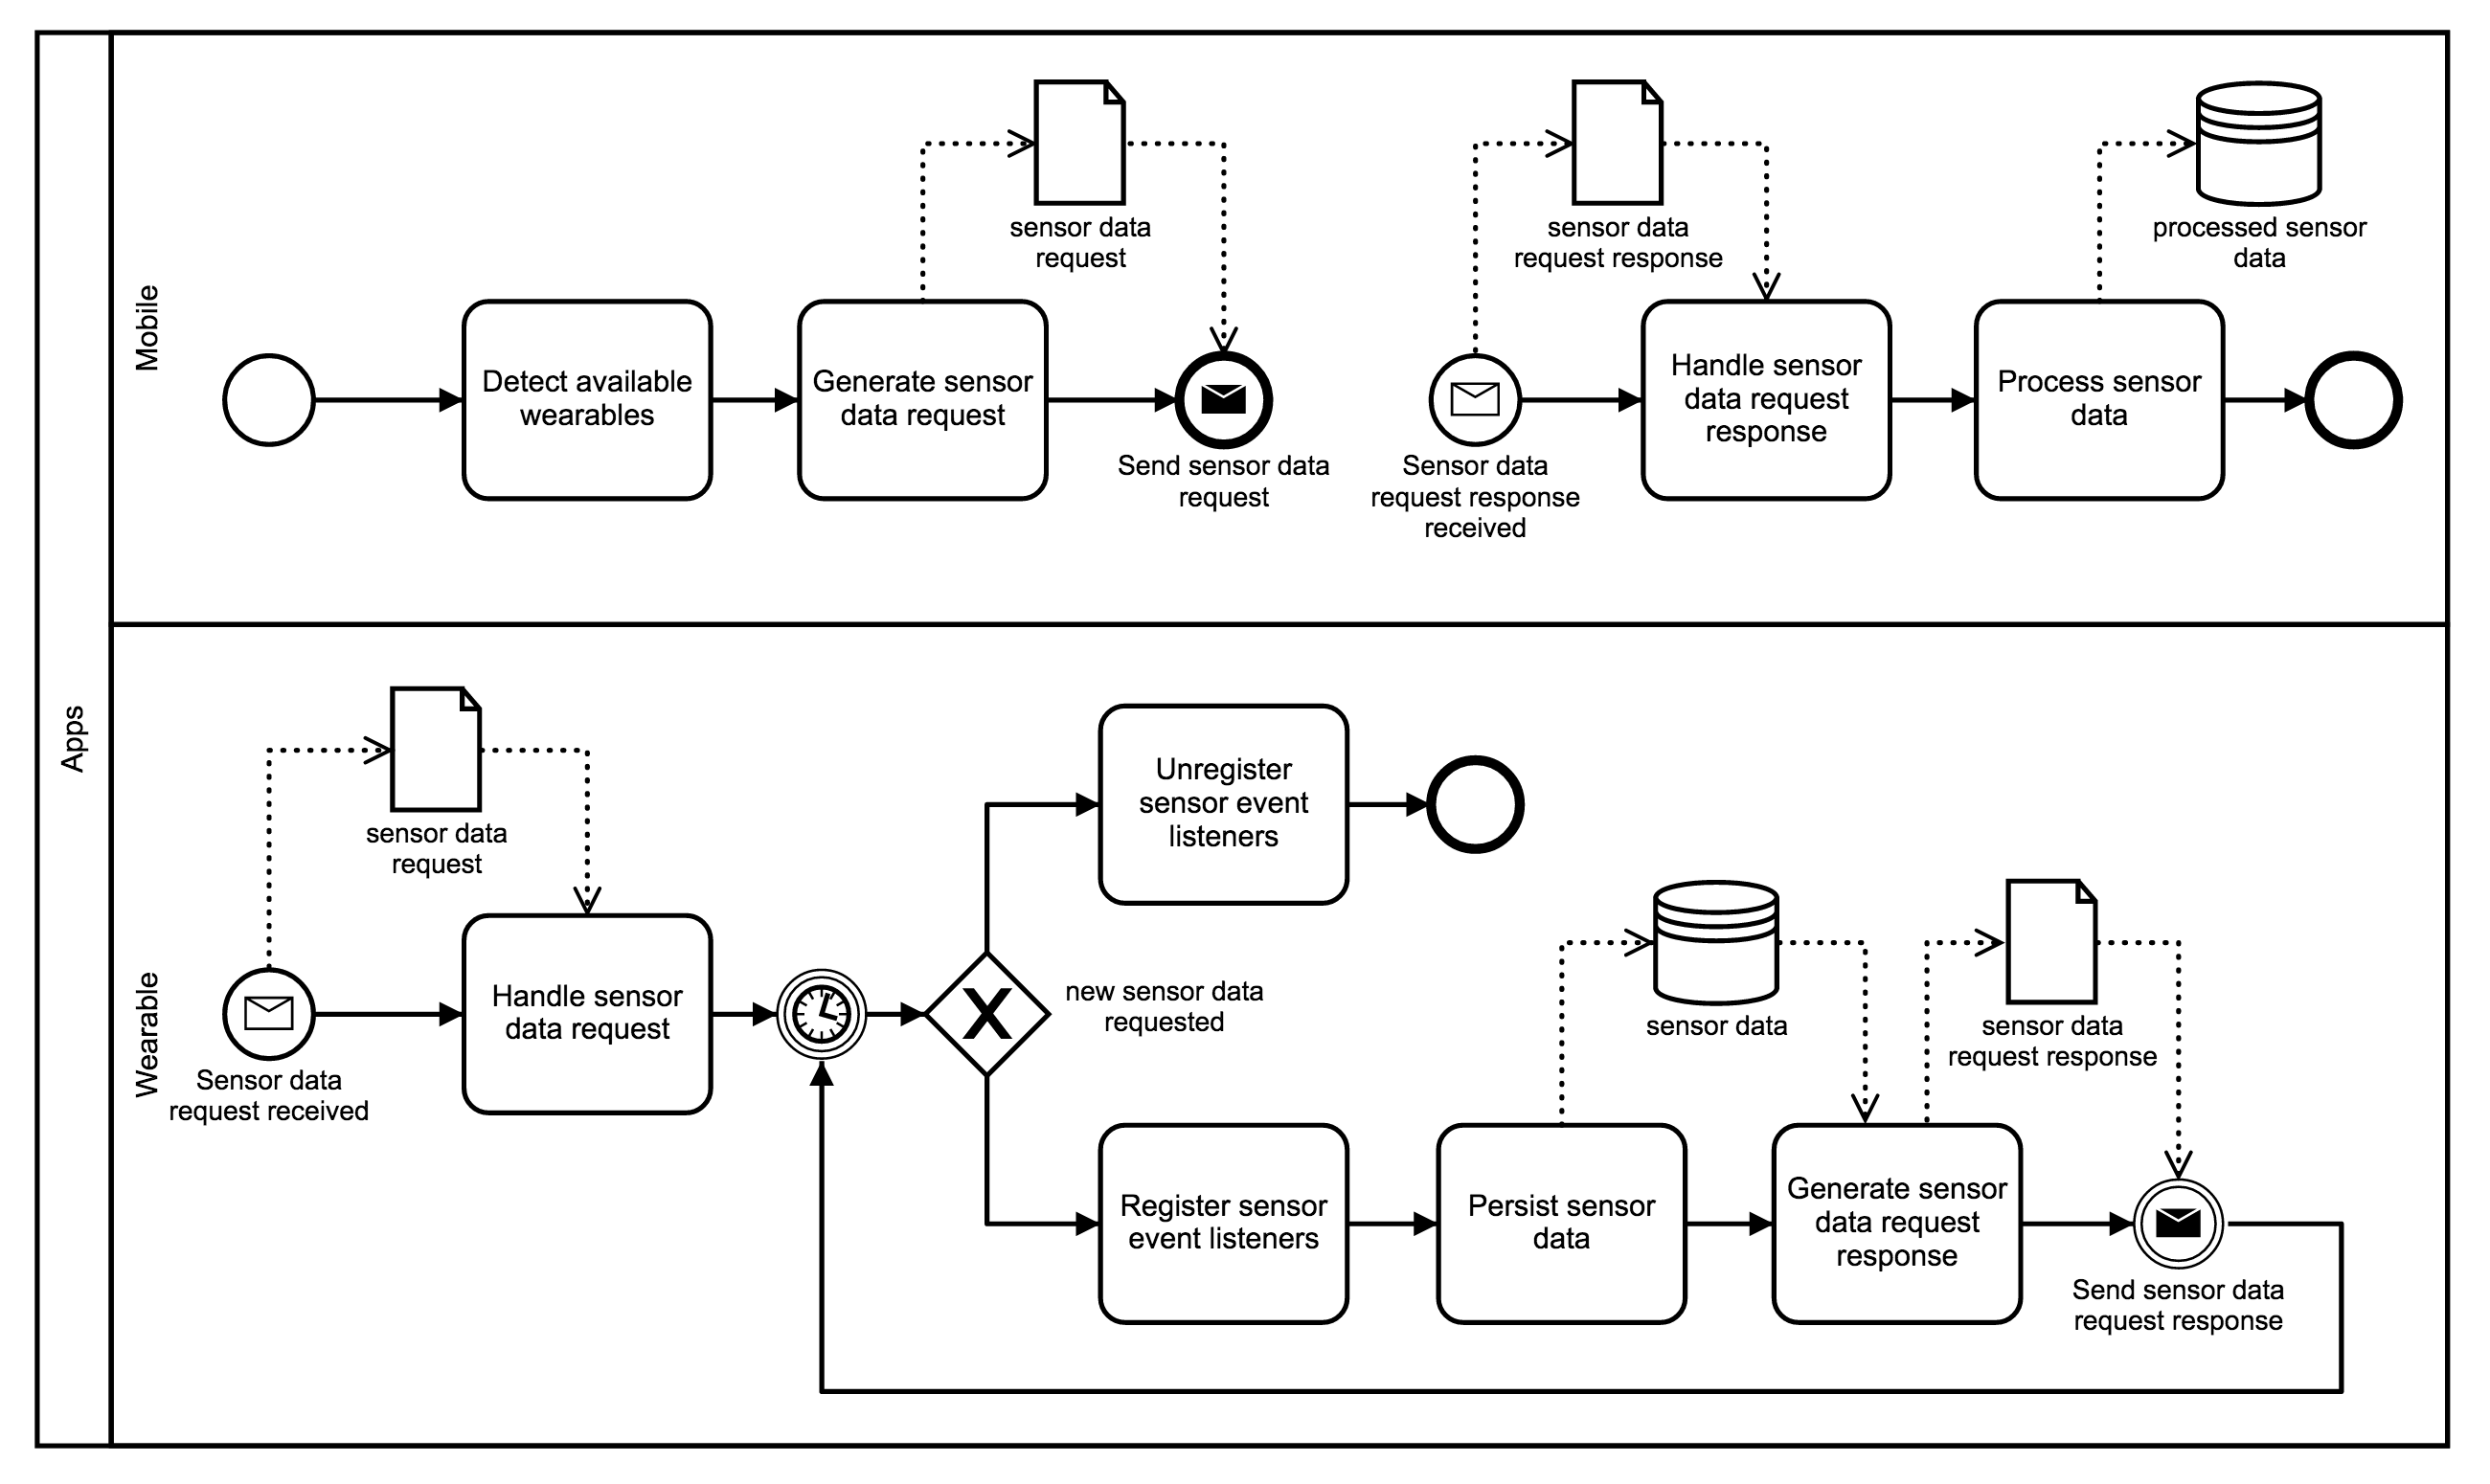 Apps
Mobile
sensor data
request
sensor data
request response
processed sensor
data
Detect available
wearables
Generate sensor
data request
Send sensor data
request
Sensor data
request response
received
Handle sensor
data request
response
Process sensor
data
Wearable
sensor data
request
Sensor data
request received
Handle sensor
data request
new sensor data
requested
Unregister
sensor event
listeners
sensor data
sensor data
request response
Register sensor
event listeners
Persist sensor
data
Generate sensor
data request
response
Send sensor data
request response